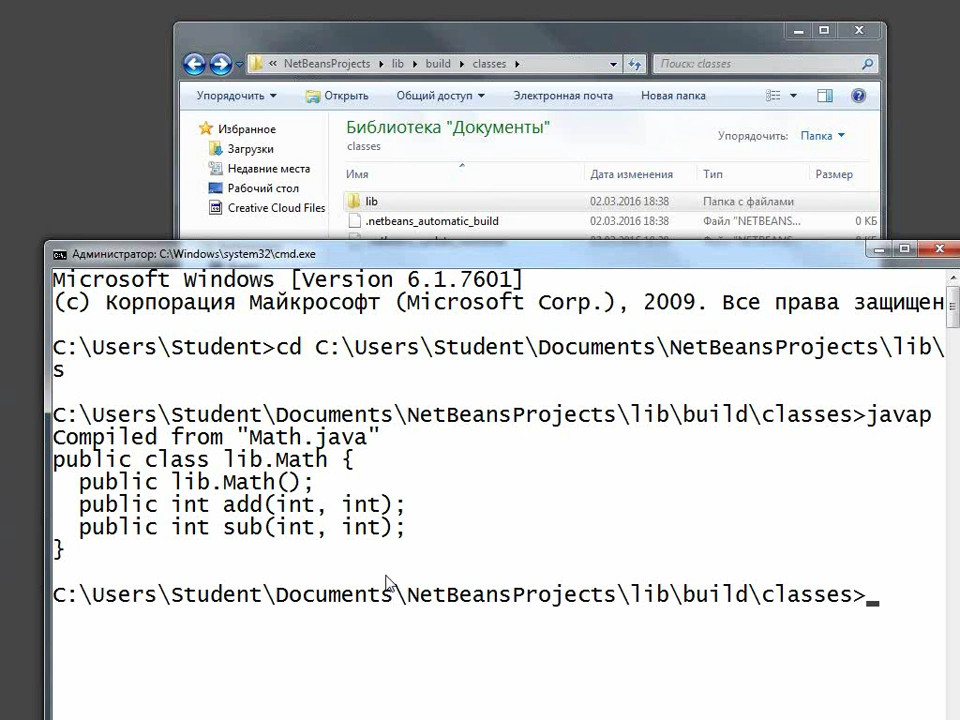 « NetBeansProjects lib build classes
Поиск: classes
Упорядочить Открыть Общий доступ Электронная почта Новая папка
Избранное
Загрузки
Недавние места
Рабочий стол
Creative Cloud Files
Библиотека "Документы"
classes
Упорядочить: Папка
Имя Дата изменения Тип Размер
lib 02.03.2016 18:38 Папка с файлами
.netbeans_automatic_build 02.03.2016 18:38 Файл "NETBEANS... 0 КБ
Администратор: C:\Windows\system32\cmd.exe
Microsoft Windows [Version 6.1.7601]
(c) Корпорация Майкрософт (Microsoft Corp.), 2009. Все права защищен
C:\Users\Student>cd C:\Users\Student\Documents\NetBeansProjects\lib\
s
C:\Users\Student\Documents\NetBeansProjects\lib\build\classes>javap
Compiled from "Math.java"
public class lib.Math {
public lib.Math();
public int add(int, int);
public int sub(int, int);
}
C:\Users\Student\Documents\NetBeansProjects\lib\build\classes>_